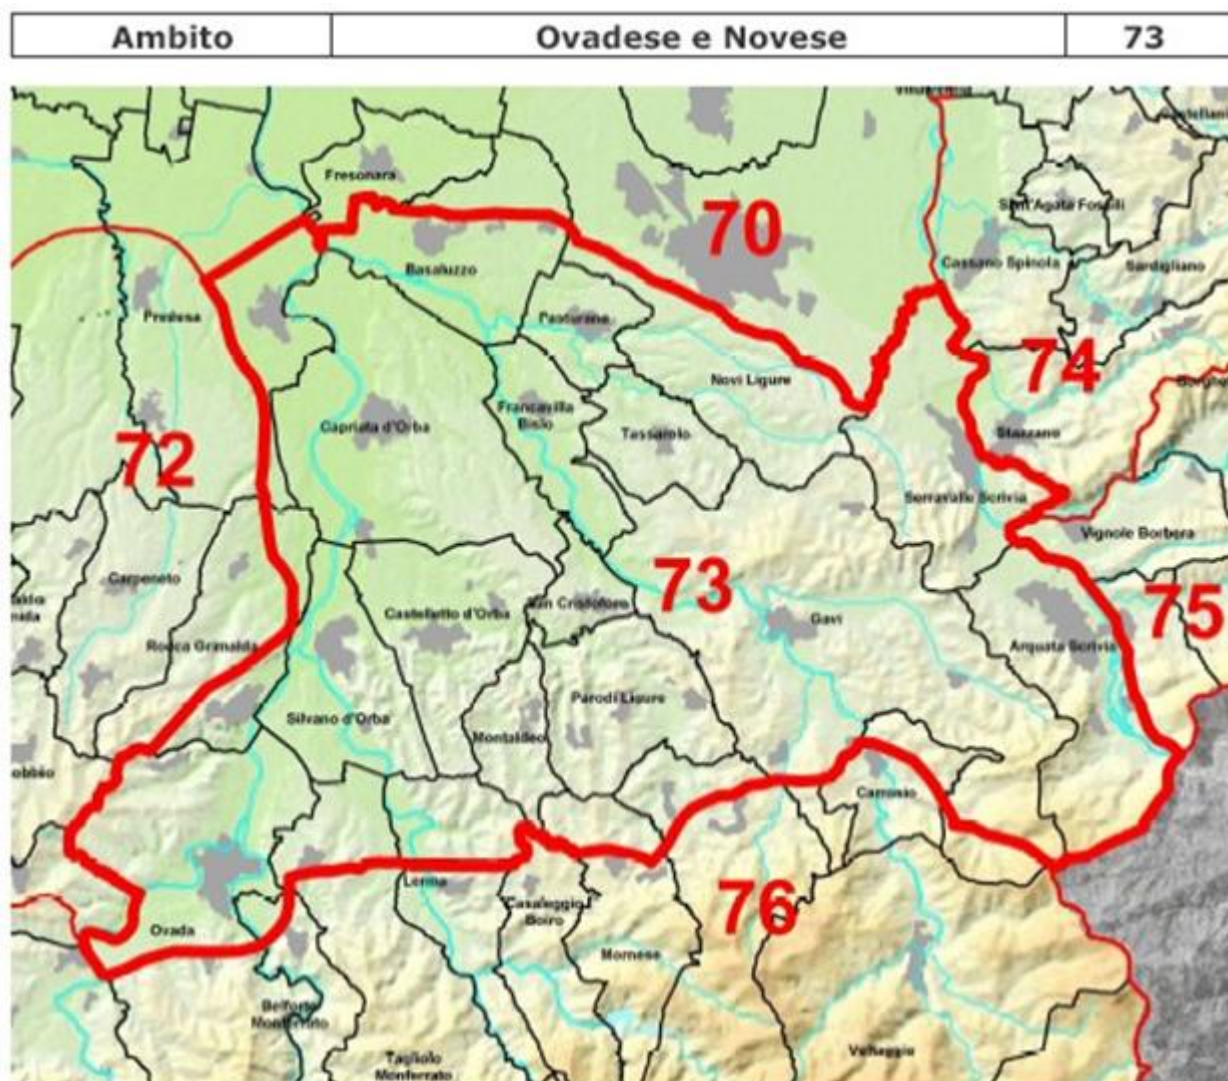 Ambito Ovadese e Novese 73
Fresonara
70
Sant'Agata Fossili
Cassano Spinola
Sardigliano
Basaluzzo
Predosa
Pasturana
74
Novi Ligure
Francavilla
Bisio
Capriata d'Orba
Tassarolo
Stazzano
72
Serravalle Scrivia
Vignole Borbera
Carpeneto
73
75
Castelletto d'Orba
San Cristoforo
Gavi
Rocca Grimalda
Arquata Scrivia
Parodi Ligure
Silvano d'Orba
Montaldeo
Carrosio
Lerma
76
Casaleggio
Boiro
Ovada
Mornese
Belforte
Monferrato
Voltaggio
Tagliolo
Monferrato